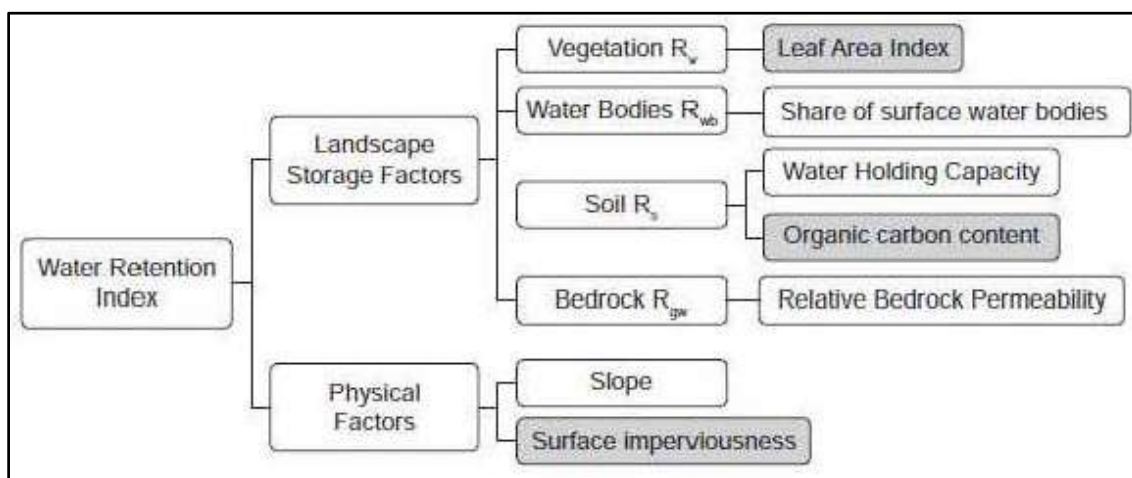 Water Retention
Index
Landscape
Storage Factors
Vegetation Rv
Leaf Area Index
Water Bodies Rwb
Share of surface water bodies
Soil Rs
Water Holding Capacity
Organic carbon content
Bedrock Rgw
Relative Bedrock Permeability
Physical
Factors
Slope
Surface imperviousness